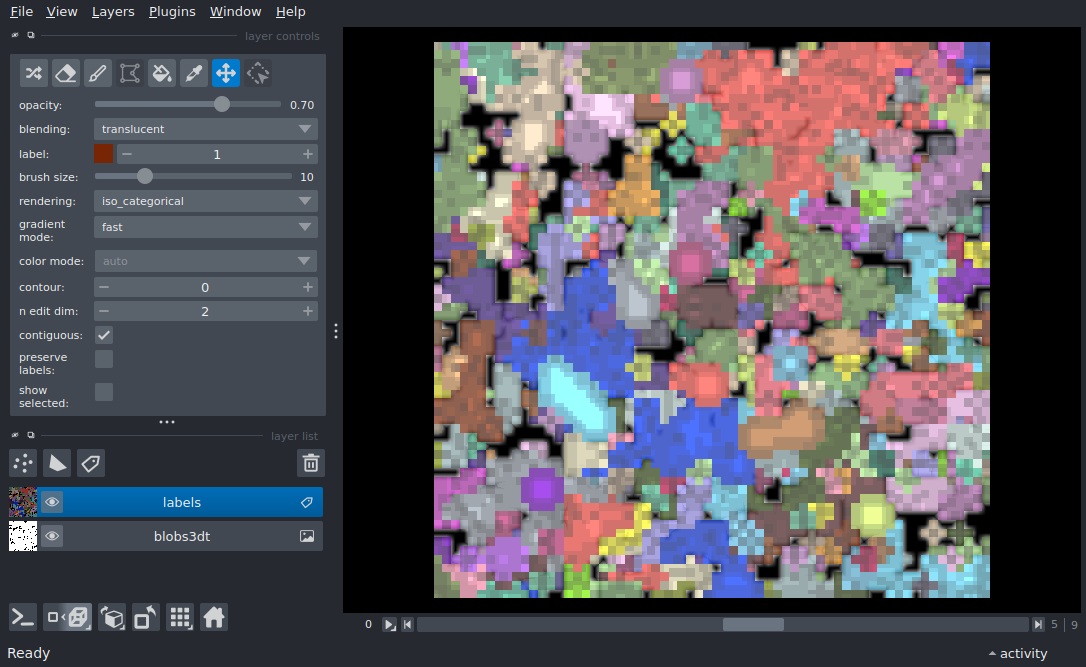 File View Layers Plugins Window Help
layer controls
opacity: 0.70
blending: translucent
label: 1
brush size: 10
rendering: iso_categorical
gradient
mode: fast
color mode: auto
contour: 0
n edit dim: 2
contiguous:
preserve
labels:
show
selected:
layer list
labels
blobs3dt
0 5 9
Ready activity